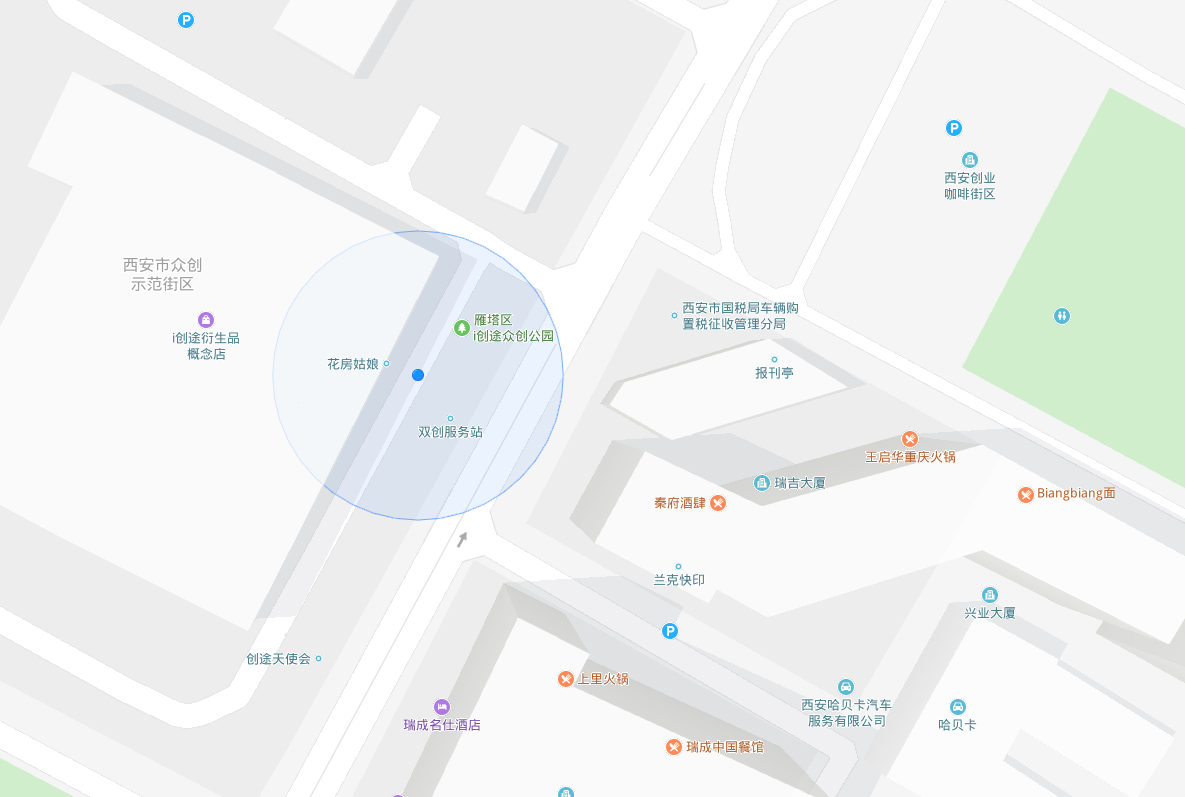 P
P
西安创业
咖啡街区
西安市众创
示范街区
i创途衍生品
概念店
雁塔区
i创途众创公园
花房姑娘
双创服务站
西安市国税局车辆购
置税征收管理分局
报刊亭
王启华重庆火锅
瑞吉大厦
秦府酒肆
Biangbiang面
兰克快印
兴业大厦
P
创途天使会
上里火锅
瑞成名仕酒店
西安哈贝卡汽车
服务有限公司
哈贝卡
瑞成中国餐馆